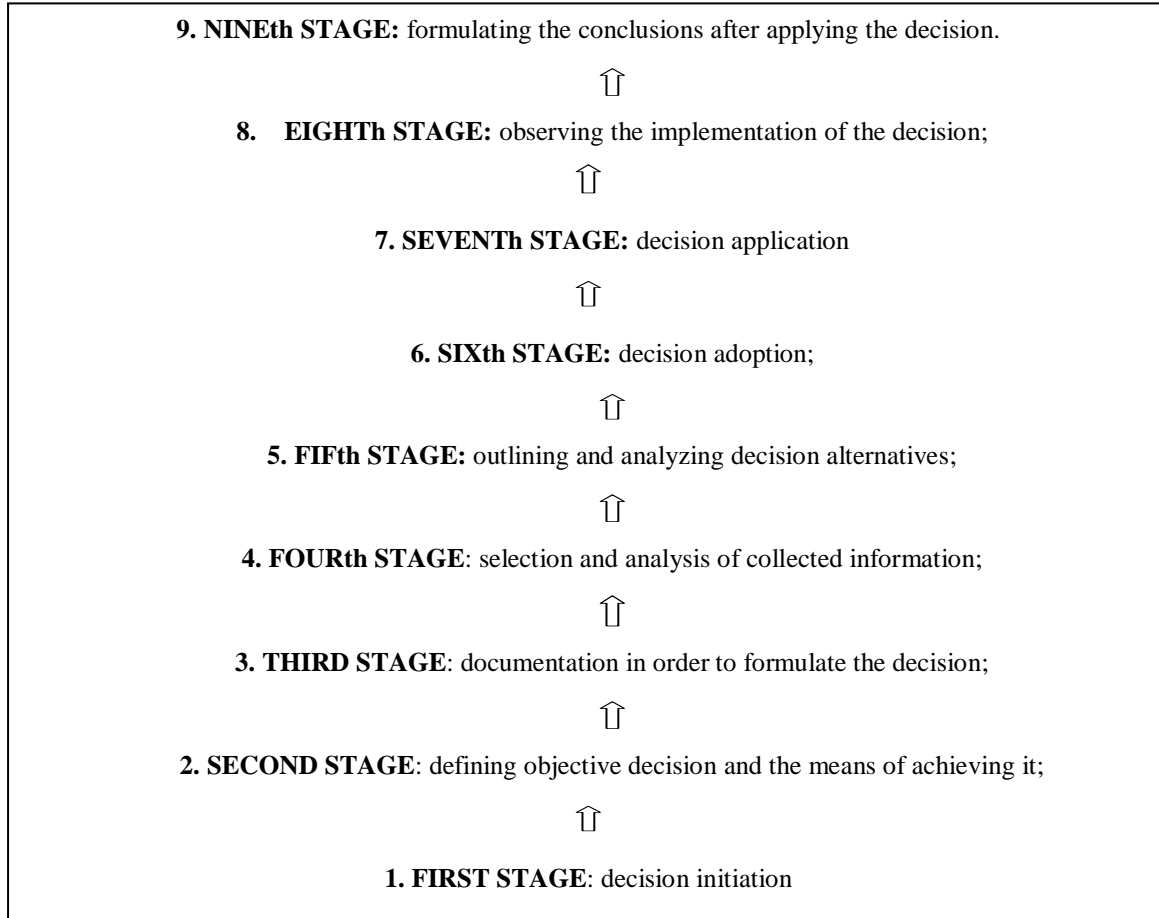 9. NINEth STAGE: formulating the conclusions after applying the decision.
8. EIGHTh STAGE: observing the implementation of the decision;
7. SEVENTh STAGE: decision application
6. SIXth STAGE: decision adoption;
5. FIFth STAGE: outlining and analyzing decision alternatives;
4. FOURth STAGE: selection and analysis of collected information;
3. THIRD STAGE: documentation in order to formulate the decision;
2. SECOND STAGE: defining objective decision and the means of achieving it;
1. FIRST STAGE: decision initiation